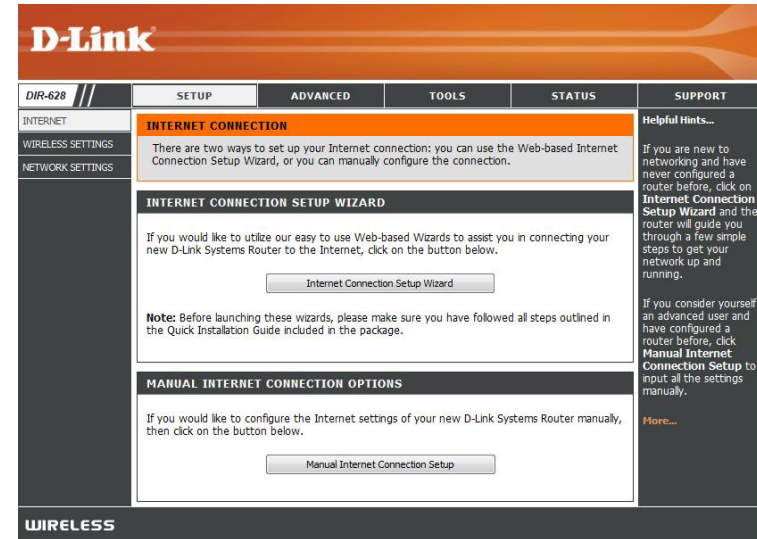 D-Link
DIR-628
SETUP
ADVANCED
TOOLS
STATUS
SUPPORT
INTERNET
WIRELESS SETTINGS
NETWORK SETTINGS
INTERNET CONNECTION
There are two ways to set up your Internet connection: you can use the Web-based Internet
Connection Setup Wizard, or you can manually configure the connection.
INTERNET CONNECTION SETUP WIZARD
If you would like to utilize our easy to use Web-based Wizards to assist you in connecting your
new D-Link Systems Router to the Internet, click on the button below.
Internet Connection Setup Wizard
Note: Before launching these wizards, please make sure you have followed all steps outlined in
the Quick Installation Guide included in the package.
MANUAL INTERNET CONNECTION OPTIONS
If you would like to configure the Internet settings of your new D-Link Systems Router manually,
then click on the button below.
Manual Internet Connection Setup
Helpful Hints...
If you are new to
networking and have
never configured a
router before, click on
Internet Connection
Setup Wizard and the
router will guide you
through a few simple
steps to get your
network up and
running.
If you consider yourself
an advanced user and
have configured a
router before, click
Manual Internet
Connection Setup to
input all the settings
manually.
More...
WIRELESS